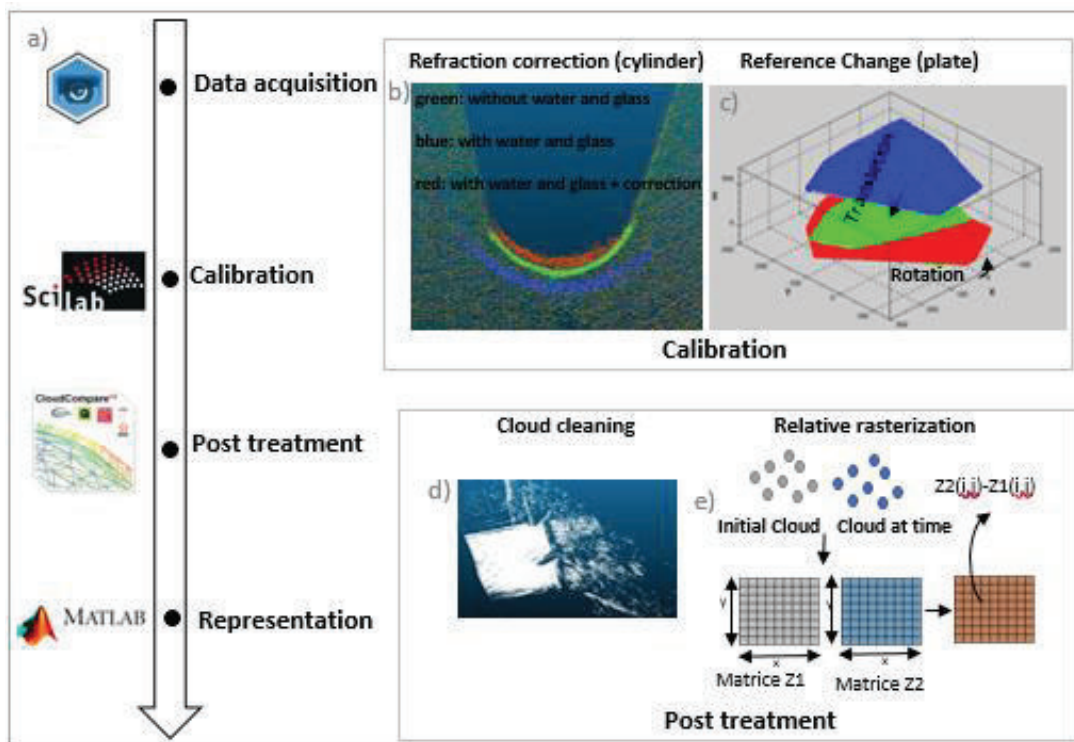 a)
Data acquisition
Scilab
Calibration
CloudCompare
Post treatment
MATLAB
Representation
Refraction correction (cylinder)
b)
green: without water and glass
blue: with water and glass
red: with water and glass + correction
Reference Change (plate)
c)
Translation
Rotation
Calibration
Cloud cleaning
d)
Relative rasterization
e)
Z2(i,j)-Z1(i,j)
Initial Cloud
Cloud at time
y
y
x
x
Matrice Z1
Matrice Z2
Post treatment